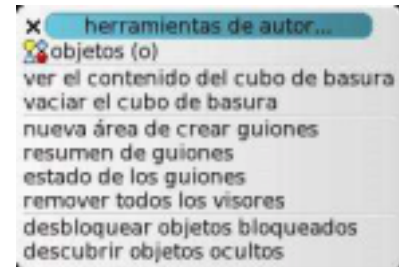 herramientas de autor...
objetos (o)
ver el contenido del cubo de basura
vaciar el cubo de basura
nueva área de crear guiones
resumen de guiones
estado de los guiones
remover todos los visores
desbloquear objetos bloqueados
descubrir objetos ocultos